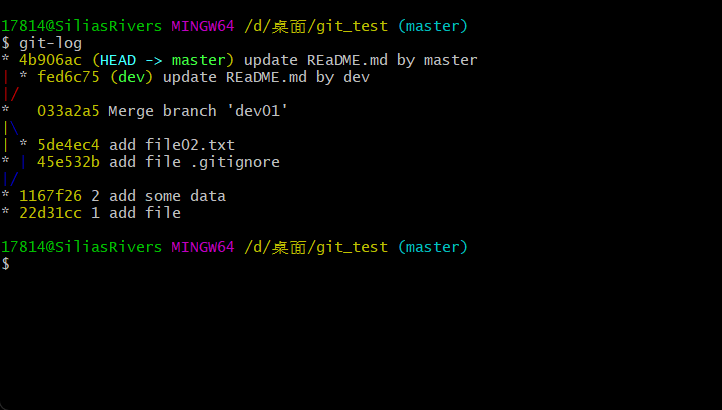 17814@SiliasRivers MINGW64 /d/桌面/git_test (master)
$ git-log
* 4b906ac (HEAD -> master) update REaDME.md by master
| * fed6c75 (dev) update REaDME.md by dev
|/
*   033a2a5 Merge branch 'dev01'
|\
| * 5de4ec4 add file02.txt
* | 45e532b add file .gitignore
|/
* 1167f26 2 add some data
* 22d31cc 1 add file
17814@SiliasRivers MINGW64 /d/桌面/git_test (master)
$